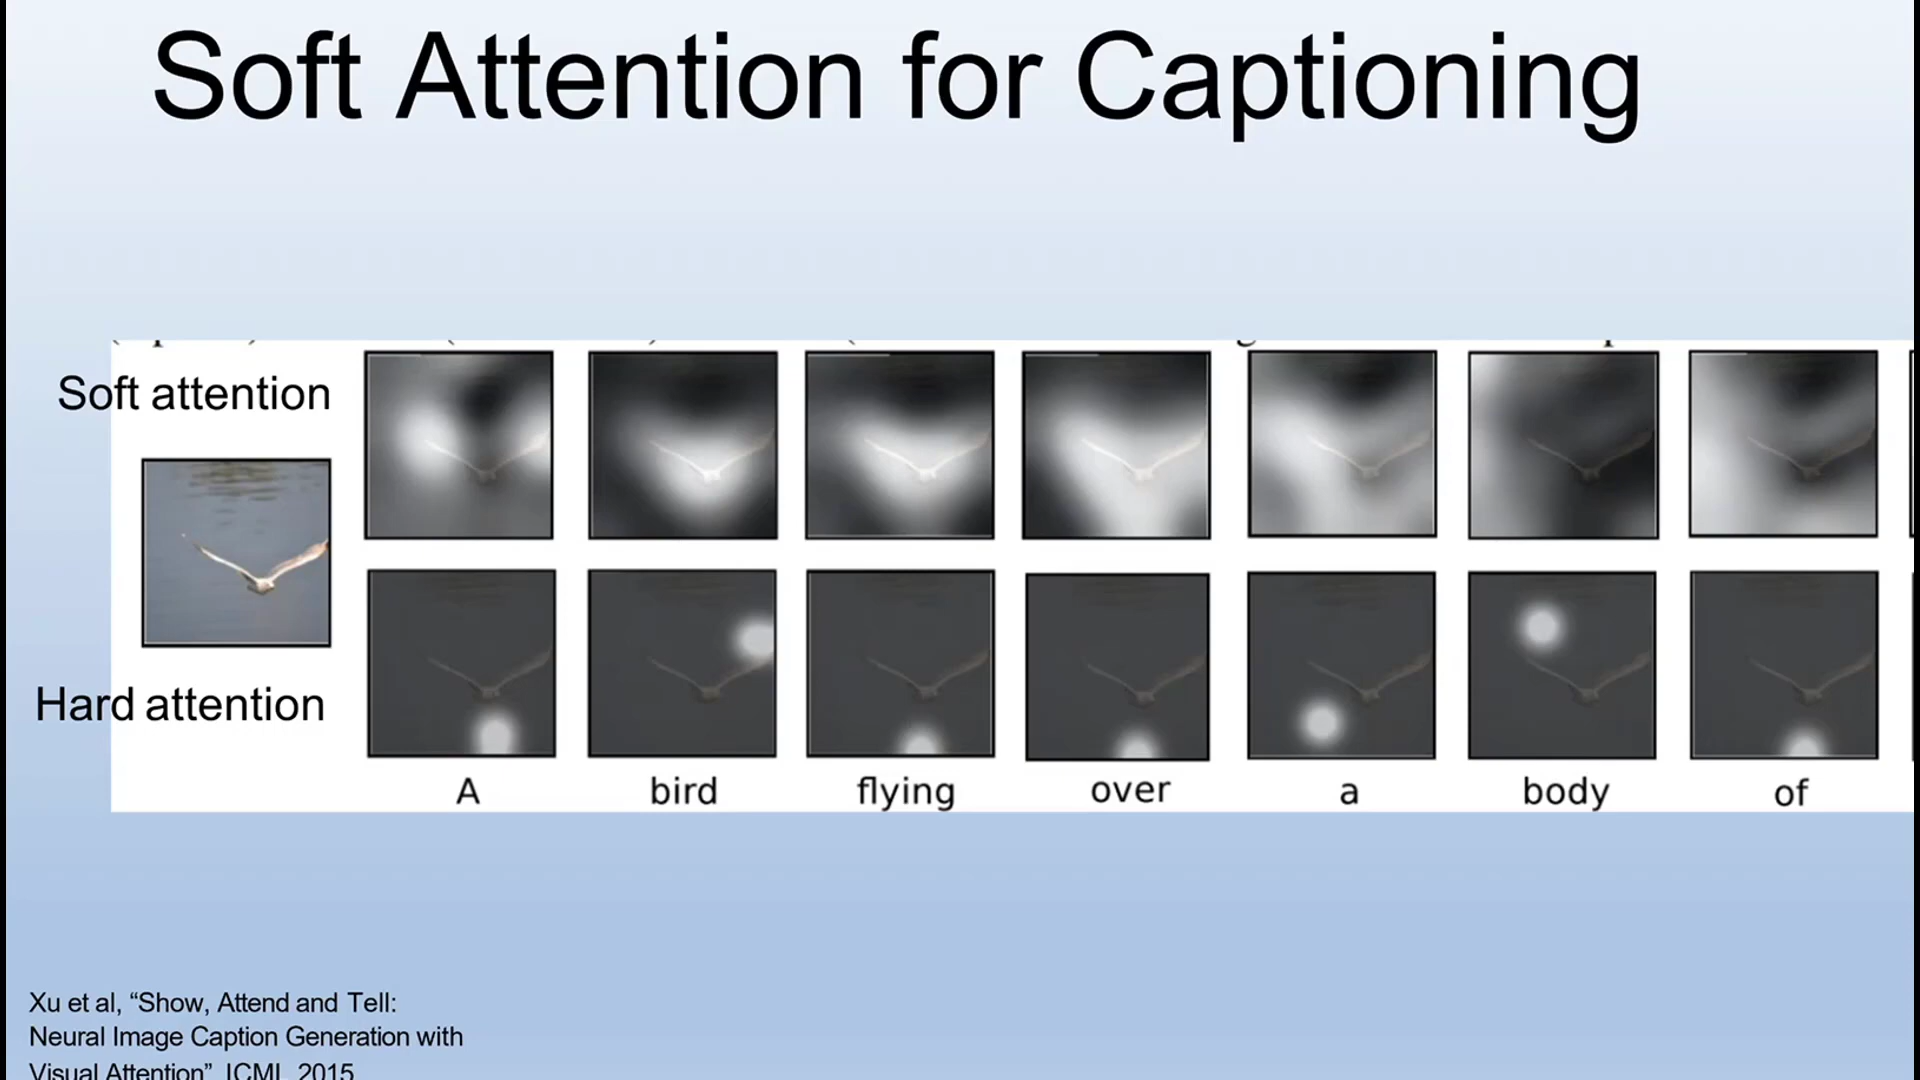 Soft Attention for Captioning
Soft attention
Hard attention
A bird flying over a body of
Xu et al, “Show, Attend and Tell:
Neural Image Caption Generation with
Visual Attention”, ICML 2015